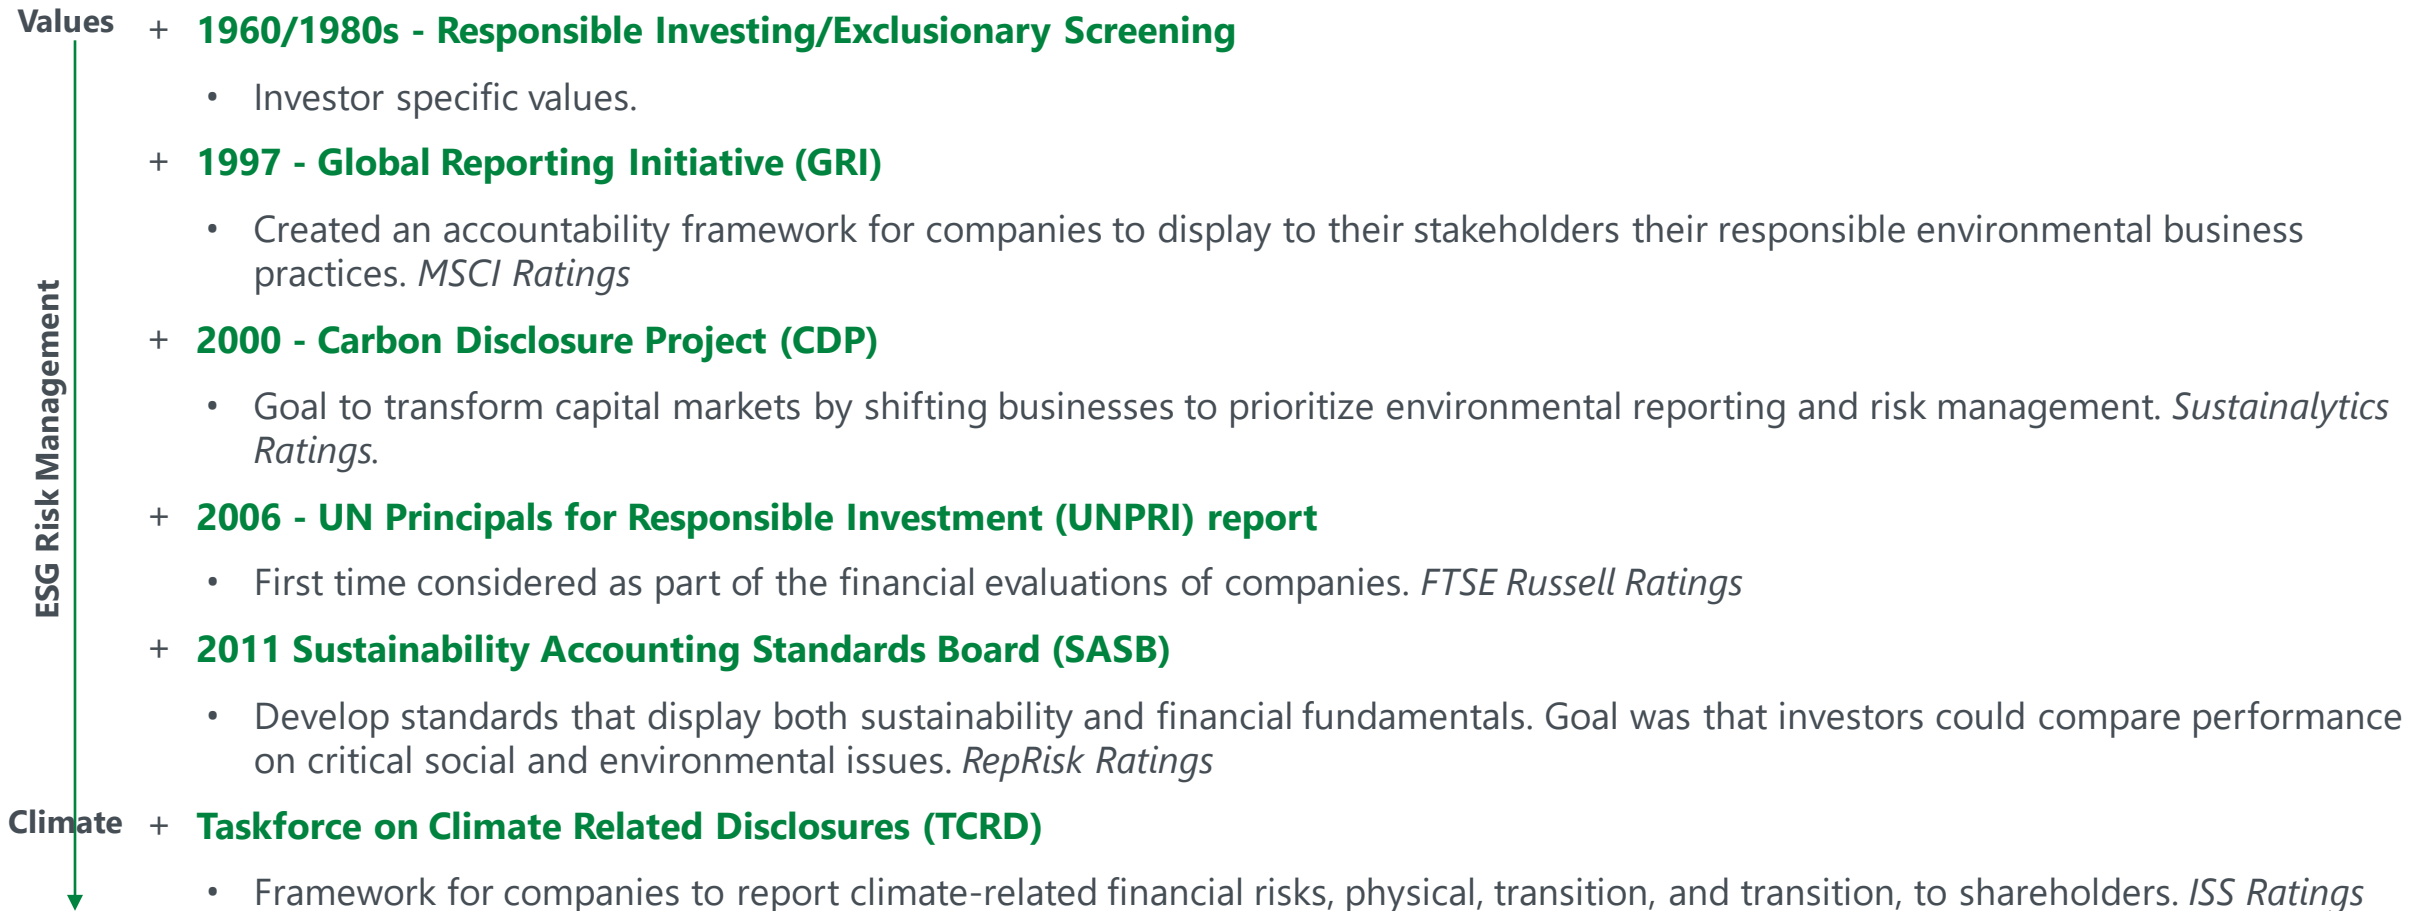 Values
+ 1960/1980s - Responsible Investing/Exclusionary Screening
• Investor specific values.
+ 1997 - Global Reporting Initiative (GRI)
• Created an accountability framework for companies to display to their stakeholders their responsible environmental business
practices. MSCI Ratings
+ 2000 - Carbon Disclosure Project (CDP)
• Goal to transform capital markets by shifting businesses to prioritize environmental reporting and risk management. Sustainalytics
Ratings.
ESG Risk Management
+ 2006 - UN Principals for Responsible Investment (UNPRI) report
• First time considered as part of the financial evaluations of companies. FTSE Russell Ratings
+ 2011 Sustainability Accounting Standards Board (SASB)
• Develop standards that display both sustainability and financial fundamentals. Goal was that investors could compare performance
on critical social and environmental issues. RepRisk Ratings
Climate
+ Taskforce on Climate Related Disclosures (TCRD)
• Framework for companies to report climate-related financial risks, physical, transition, and transition, to shareholders. ISS Ratings